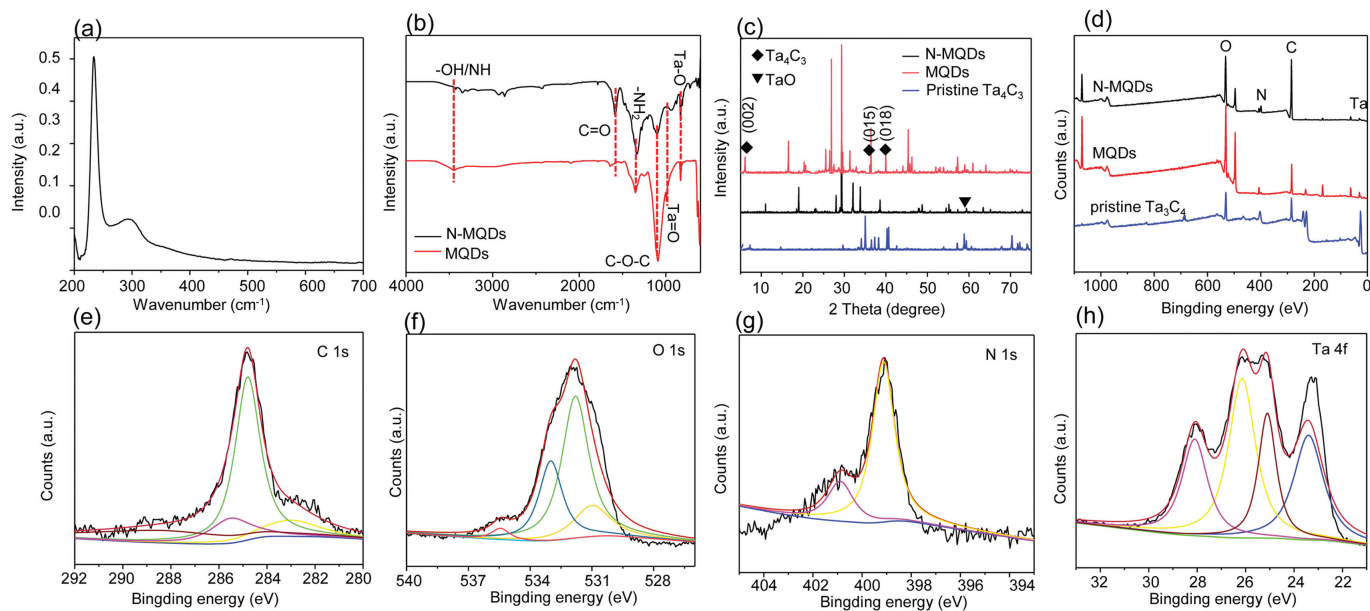 (a)
Intensity (a.u.)
0.5
0.4
0.3
0.2
0.1
0.0
200 300 400 500 600 700
Wavenumber (cm-1)
(b)
Intensity (a.u.)
-OH/NH
C=O
-NH2
Ta-O
Ta=O
C-O-C
N-MQDs
MQDs
4000 3000 2000 1000
Wavenumber (cm-1)
(c)
Intensity (a.u.)
Ta4C3
TaO
N-MQDs
MQDs
Pristine Ta4C3
(002)
(015)
(018)
10 20 30 40 50 60 70
2 Theta (degree)
(d)
Counts (a.u.)
O
C
N-MQDs
N
Ta
MQDs
pristine Ta3C4
1000 800 600 400 200 0
Bingding energy (eV)
(e)
Counts (a.u.)
C 1s
292 290 288 286 284 282 280
Bingding energy (eV)
(f)
Counts (a.u.)
O 1s
540 537 534 531 528
Bingding energy (eV)
(g)
Counts (a.u.)
N 1s
404 402 400 398 396 394
Bingding energy (eV)
(h)
Counts (a.u.)
Ta 4f
33 28 26 24 22
Bingding energy (eV)